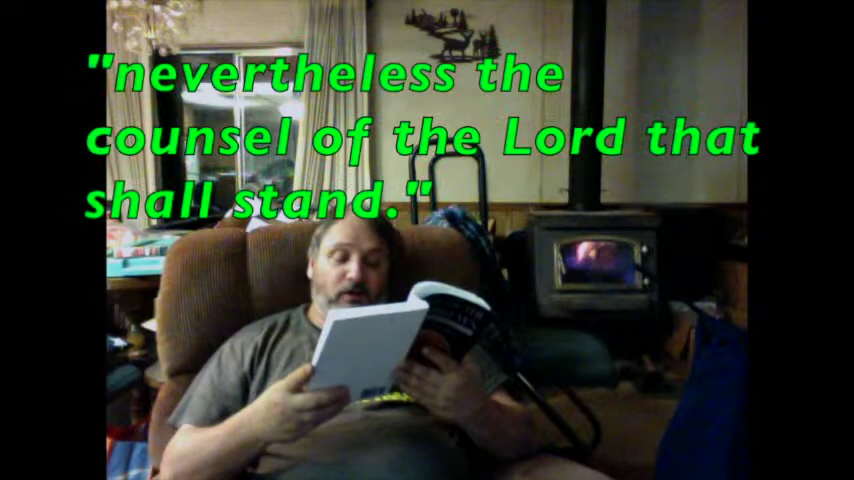 "nevertheless the
counsel of the Lord that
shall stand."